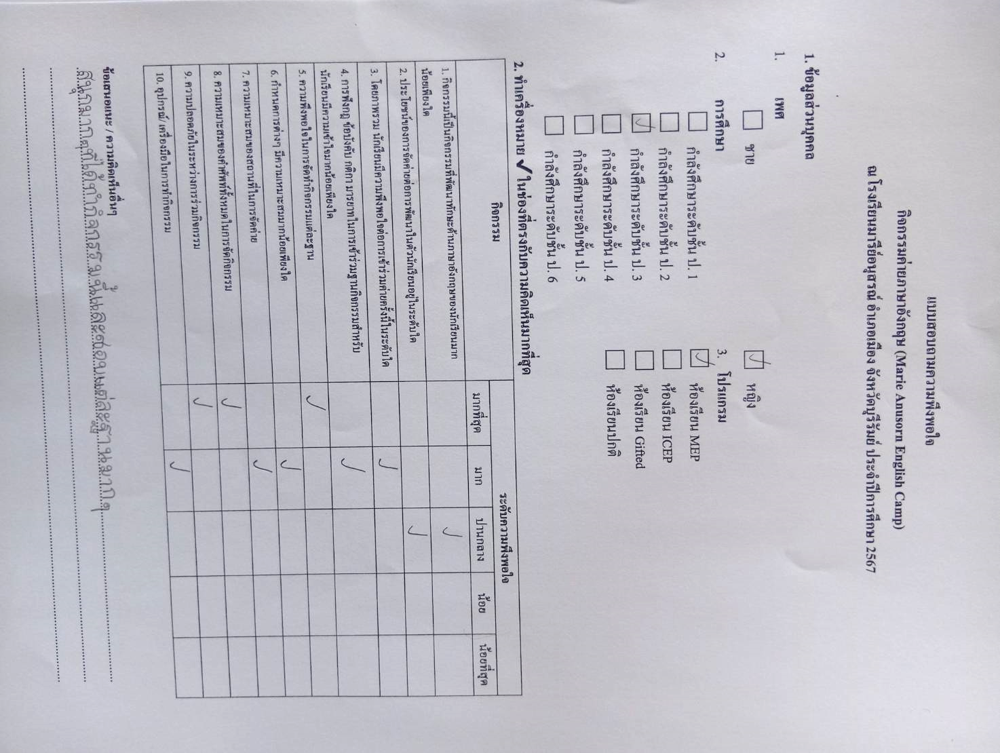 แบบสอบถามความพึงพอใจ
กิจกรรมค่ายภาษาอังกฤษ (Marie Anusorn English Camp)
ณ โรงเรียนมารีย์อนุสรณ์ อำเภอเมือง จังหวัดบุรีรัมย์ ประจำปีการศึกษา 2567
1. ข้อมูลส่วนบุคคล
1. เพศ
ชาย ✓ หญิง
2. การศึกษา 3. โปรแกรม
กำลังศึกษาระดับชั้น ป. 1 ✓ ห้องเรียน MEP
กำลังศึกษาระดับชั้น ป. 2 ห้องเรียน ICEP
✓ กำลังศึกษาระดับชั้น ป. 3 ห้องเรียน Gifted
กำลังศึกษาระดับชั้น ป. 4 ห้องเรียนปกติ
กำลังศึกษาระดับชั้น ป. 5
กำลังศึกษาระดับชั้น ป. 6
2. ทำเครื่องหมาย ✓ ในช่องที่ตรงกับความคิดเห็นมากที่สุด
กิจกรรม ระดับความพึงพอใจ
มากที่สุด มาก ปานกลาง น้อย น้อยที่สุด
1. กิจกรรมนี้เป็นกิจกรรมที่พัฒนาทักษะด้านภาษาอังกฤษของนักเรียนมาก
น้อยเพียงใด ✓
2. ประโยชน์ของการจัดค่ายต่อการพัฒนาในตัวนักเรียนอยู่ในระดับใด ✓
3. โดยภาพรวม นักเรียนมีความพึงพอใจต่อการเข้าร่วมค่ายครั้งนี้ในระดับใด ✓
4. การฟังกฎ ข้อบังคับ กติกา มารยาทในการเข้าร่วมฐานกิจกรรมสำหรับ
นักเรียนมีความเข้าใจมากน้อยเพียงใด ✓
5. ความพึงพอใจในการจัดทำกิจกรรมแต่ละฐาน ✓
6. กำหนดการต่างๆ มีความเหมาะสมมากน้อยเพียงใด ✓
7. ความเหมาะสมของสถานที่ในการจัดค่าย ✓
8. ความเหมาะสมของคำศัพท์ทั้งหมดในการจัดกิจกรรม ✓
9. ความปลอดภัยในระหว่างการร่วมกิจกรรม ✓
10. อุปกรณ์/ เครื่องมือในการทำกิจกรรม ✓
ข้อเสนอแนะ / ความคิดเห็นอื่นๆ
สนุกมากๆที่ได้ทำกิจกรรมนี้และชอบแต่ละฐานมากๆ